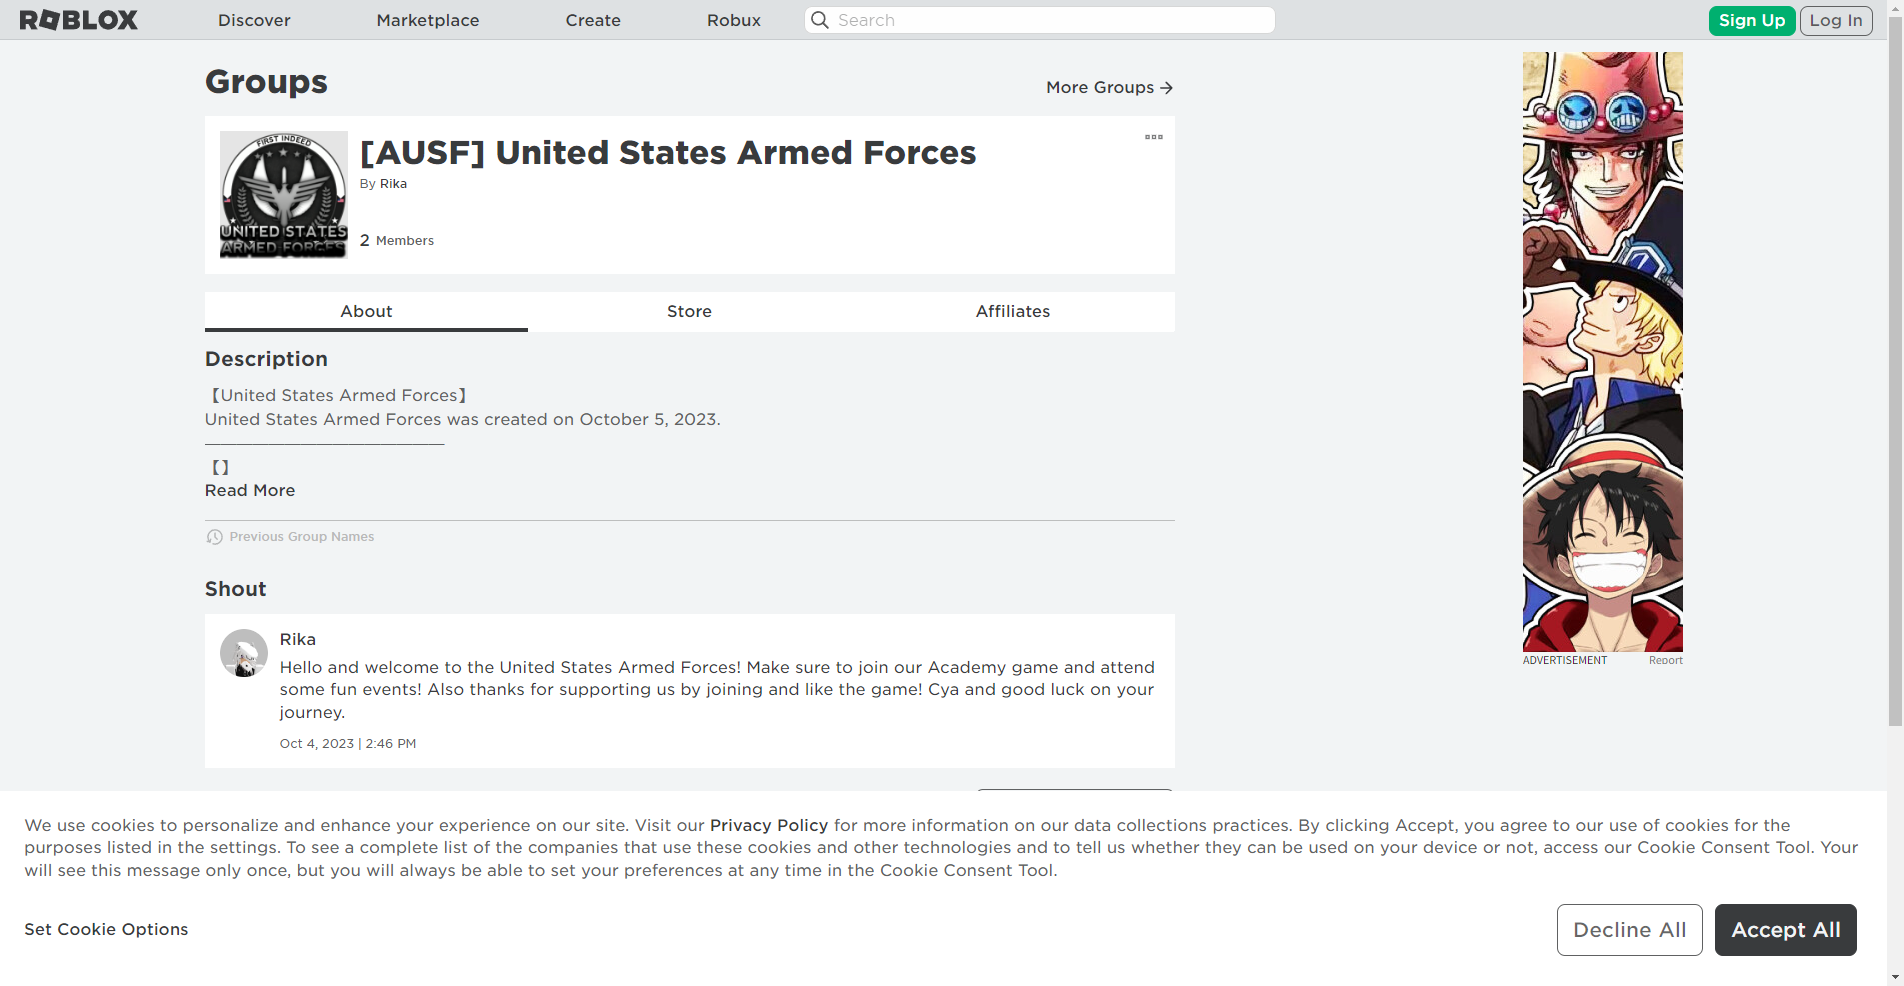 ROBLOX Discover Marketplace Create Robux Search Sign Up Log In
Groups
More Groups →
FIRST INDEED
UNITED STATES
ARMED FORCES
[AUSF] United States Armed Forces
By Rika
2 Members
About Store Affiliates
Description
【United States Armed Forces】
United States Armed Forces was created on October 5, 2023.
______________________________
【】
Read More
Previous Group Names
Shout
Rika
Hello and welcome to the United States Armed Forces! Make sure to join our Academy game and attend
some fun events! Also thanks for supporting us by joining and like the game! Cya and good luck on your
journey.
Oct 4, 2023 | 2:46 PM
ADVERTISEMENT Report
We use cookies to personalize and enhance your experience on our site. Visit our Privacy Policy for more information on our data collections practices. By clicking Accept, you agree to our use of cookies for the
purposes listed in the settings. To see a complete list of the companies that use these cookies and other technologies and to tell us whether they can be used on your device or not, access our Cookie Consent Tool. Your
will see this message only once, but you will always be able to set your preferences at any time in the Cookie Consent Tool.
Set Cookie Options
Decline All
Accept All